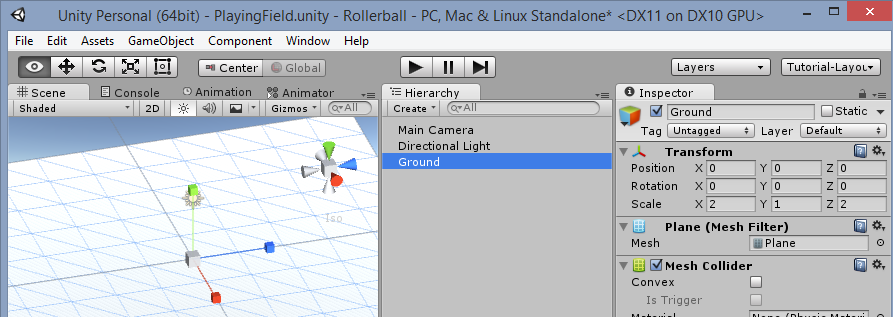 Unity Personal (64bit) - PlayingField.unity - Rollerball - PC, Mac & Linux Standalone* <DX11 on DX10 GPU>
File Edit Assets GameObject Component Window Help
Center Global Layers Tutorial-Layou
Scene Console Animation Animator
Shaded 2D Gizmos All
Iso
Hierarchy
Create All
Main Camera
Directional Light
Ground
Inspector
Ground Static
Tag Untagged Layer Default
Transform
Position X 0 Y 0 Z 0
Rotation X 0 Y 0 Z 0
Scale X 2 Y 1 Z 2
Plane (Mesh Filter)
Mesh Plane
Mesh Collider
Convex
Is Trigger
Material None (Physic Materi